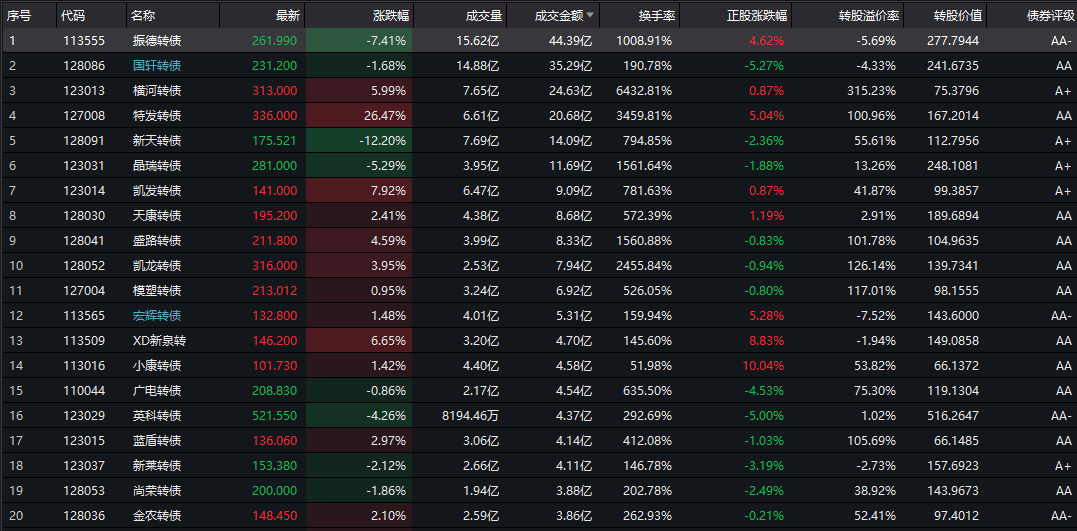 序号 代码 名称 最新 涨跌幅 成交量 成交金额 换手率 正股涨跌幅 转股溢价率 转股价值 债券评级
1 113555 振德转债 261.990 -7.41% 15.62亿 44.39亿 1008.91% 4.62% -5.69% 277.7944 AA-
2 128086 国轩转债 231.200 -1.68% 14.88亿 35.29亿 190.78% -5.27% -4.33% 241.6735 AA
3 123013 横河转债 313.000 5.99% 7.65亿 24.63亿 6432.81% 0.87% 315.23% 75.3796 A+
4 127008 特发转债 336.000 26.47% 6.61亿 20.68亿 3459.81% 5.04% 100.96% 167.2014 AA
5 128091 新天转债 175.521 -12.20% 7.69亿 14.09亿 794.85% -2.36% 55.61% 112.7956 A+
6 123031 晶瑞转债 281.000 -5.29% 3.95亿 11.69亿 1561.64% -1.88% 13.26% 248.1081 A+
7 123014 凯发转债 141.000 7.92% 6.47亿 9.09亿 781.63% 0.87% 41.87% 99.3857 A+
8 128030 天康转债 195.200 2.41% 4.38亿 8.68亿 572.39% 1.19% 2.91% 189.6894 AA
9 128041 盛路转债 211.800 4.59% 3.99亿 8.33亿 1560.88% -0.83% 101.78% 104.9635 AA
10 128052 凯龙转债 316.000 3.95% 2.53亿 7.94亿 2455.84% -0.94% 126.14% 139.7341 AA
11 127004 模塑转债 213.012 0.95% 3.24亿 6.92亿 526.05% -0.80% 117.01% 98.1555 AA
12 113565 宏辉转债 132.800 1.48% 4.01亿 5.31亿 159.94% 5.28% -7.52% 143.6000 AA-
13 113509 XD新泉转 146.200 6.65% 3.20亿 4.70亿 145.60% 8.83% -1.94% 149.0858 AA
14 113016 小康转债 101.730 1.42% 4.40亿 4.58亿 51.98% 10.04% 53.82% 66.1372 AA
15 110044 广电转债 208.830 -0.86% 2.17亿 4.54亿 635.50% -4.53% 75.30% 119.1304 AA
16 123029 英科转债 521.550 -4.26% 8194.46万 4.37亿 292.69% -5.00% 1.02% 516.2647 AA-
17 123015 蓝盾转债 136.060 2.97% 3.06亿 4.14亿 412.08% -1.03% 105.69% 66.1485 AA
18 123037 新莱转债 153.380 -2.12% 2.66亿 4.11亿 146.78% -3.19% -2.73% 157.6923 A+
19 128053 尚荣转债 200.000 -1.86% 1.94亿 3.88亿 202.78% -2.49% 38.92% 143.9673 AA
20 128036 金农转债 148.450 2.10% 2.59亿 3.86亿 262.93% -0.21% 52.41% 97.4012 AA-